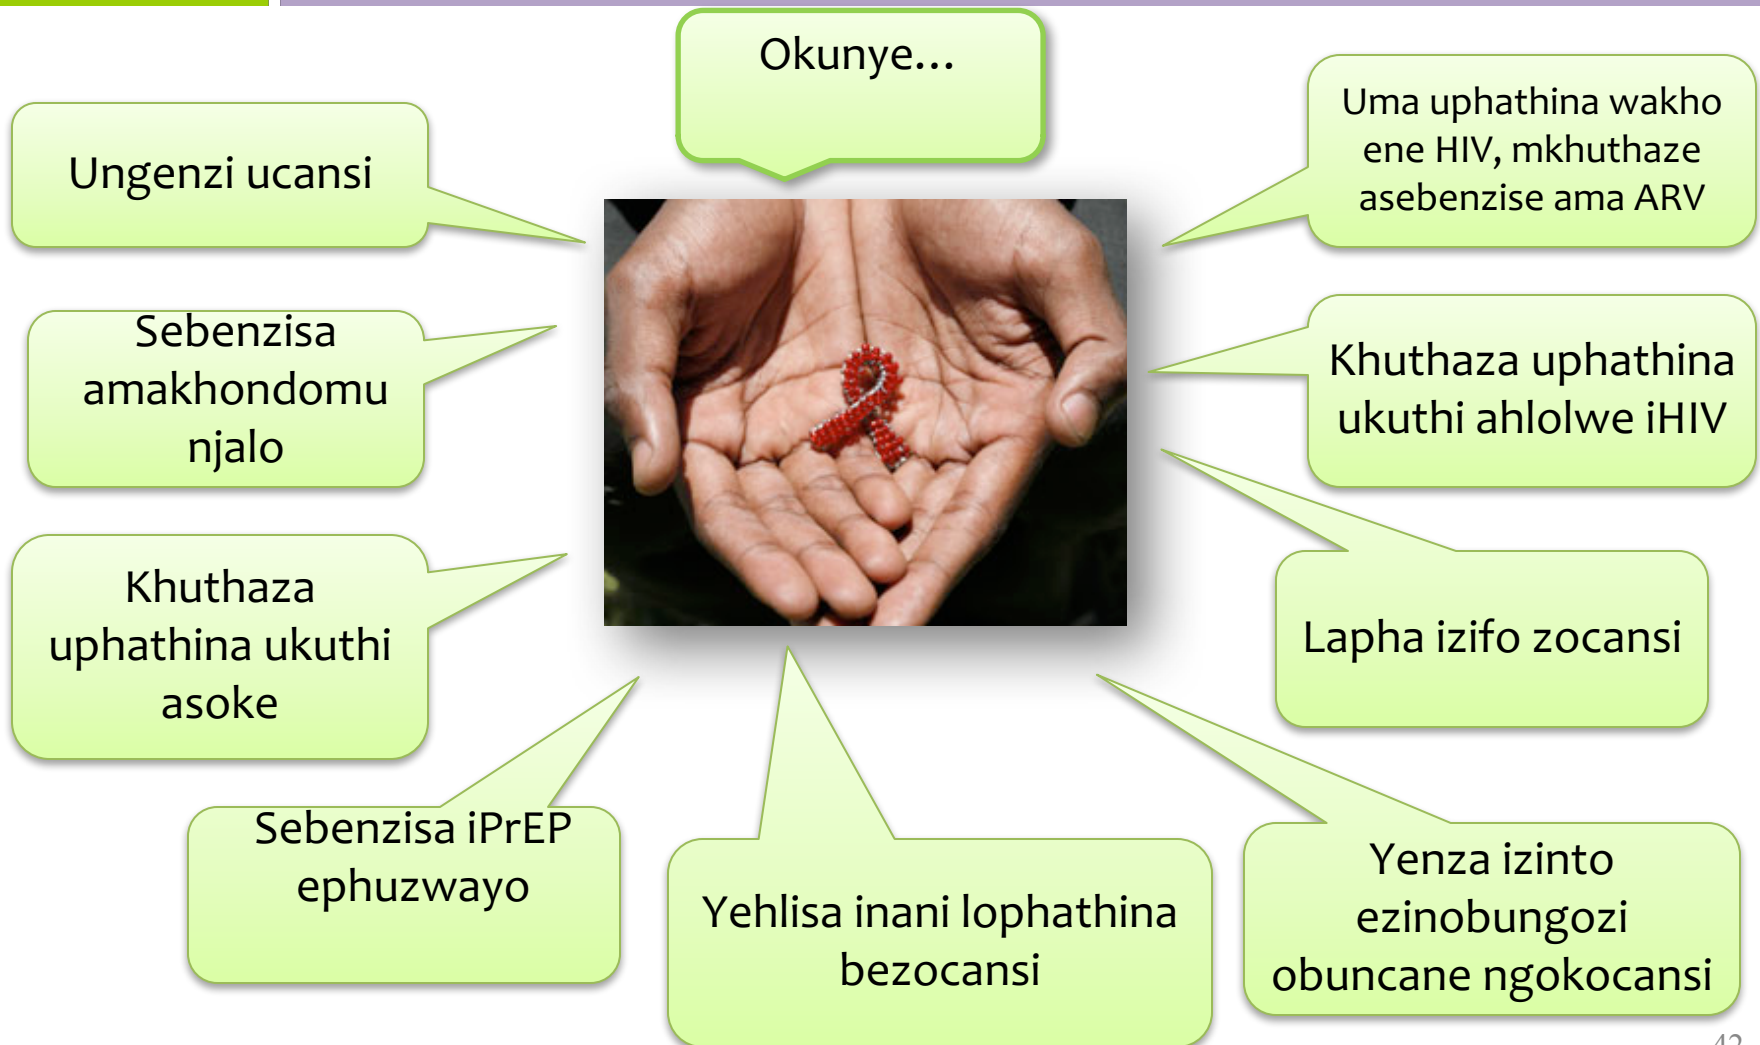 Okunye...
Ungenzi ucansi
Uma uphathina wakho
ene HIV, mkhuthaze
asebenzise ama ARV
Sebenzisa
amakhondomu
njalo
Khuthaza uphathina
ukuthi ahlolwe iHIV
Khuthaza
uphathina ukuthi
asoke
Lapha izifo zocansi
Sebenzisa iPrEP
ephuzwayo
Yehlisa inani lophathina
bezocansi
Yenza izinto
ezinobungozi
obuncane ngokocansi
42